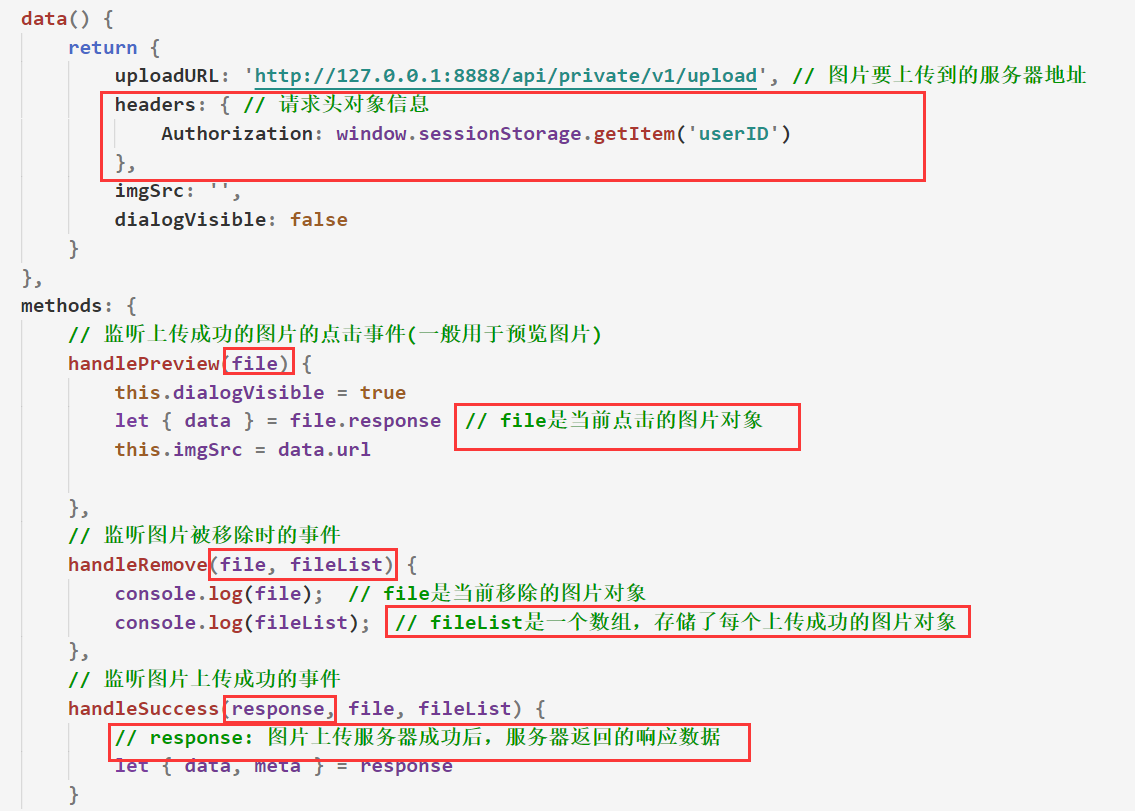 data() {
return {
uploadURL: 'http://127.0.0.1:8888/api/private/v1/upload', // 图片要上传到的服务器地址
headers: { // 请求头对象信息
Authorization: window.sessionStorage.getItem('userID')
},
imgSrc: '',
dialogVisible: false
}
},
methods: {
// 监听上传成功的图片的点击事件(一般用于预览图片)
handlePreview(file) {
this.dialogVisible = true
let { data } = file.response // file是当前点击的图片对象
this.imgSrc = data.url
},
// 监听图片被移除时的事件
handleRemove(file, fileList) {
console.log(file); // file是当前移除的图片对象
console.log(fileList); // fileList是一个数组，存储了每个上传成功的图片对象
},
// 监听图片上传成功的事件
handleSuccess(response, file, fileList) {
// response: 图片上传服务器成功后，服务器返回的响应数据
let { data, meta } = response
}